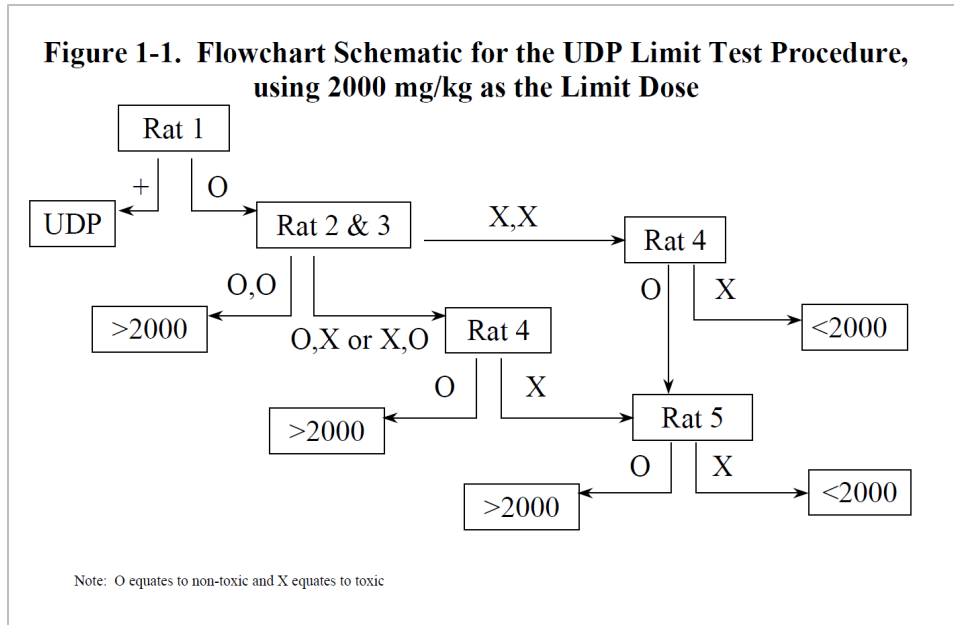 Figure 1-1. Flowchart Schematic for the UDP Limit Test Procedure,
using 2000 mg/kg as the Limit Dose
Rat 1
+
O
UDP
Rat 2 & 3
X,X
Rat 4
O,O
O
X
>2000
O,X or X,O
Rat 4
<2000
O
X
>2000
Rat 5
O
X
>2000
<2000
Note: O equates to non-toxic and X equates to toxic